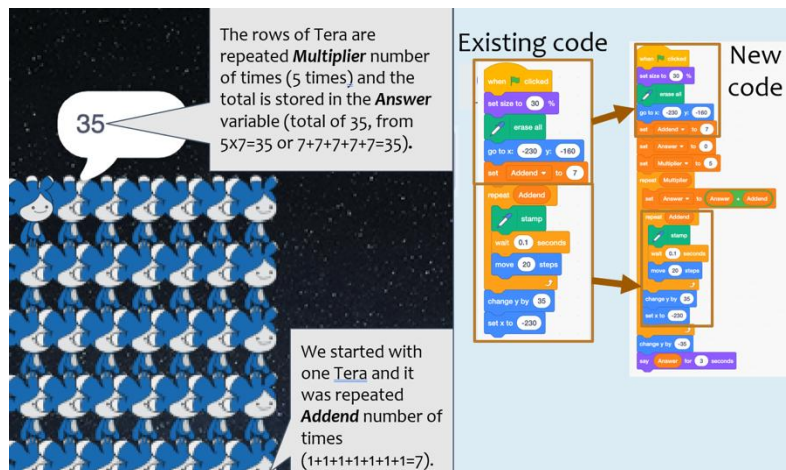 The rows of Tera are
repeated Multiplier number
of times (5 times) and the
total is stored in the Answer
variable (total of 35, from
5x7=35 or 7+7+7+7+7=35).
35
We started with
one Tera and it
was repeated
Addend number of
times
(1+1+1+1+1+1+1=7).
Existing code
when clicked
set size to 30 %
erase all
go to x: -230 y: -160
set Addend to 7
repeat Addend
stamp
wait 0.1 seconds
move 20 steps
change y by 35
set x to -230
New
code
when clicked
set size to 30 %
erase all
go to x: -230 y: -160
set Addend to 7
set Answer to 0
set Multiplier to 5
repeat Multiplier
set Answer to Answer + Addend
repeat Addend
stamp
wait 0.1 seconds
move 20 steps
change y by 35
set x to -230
change y by -35
say Answer for 3 seconds